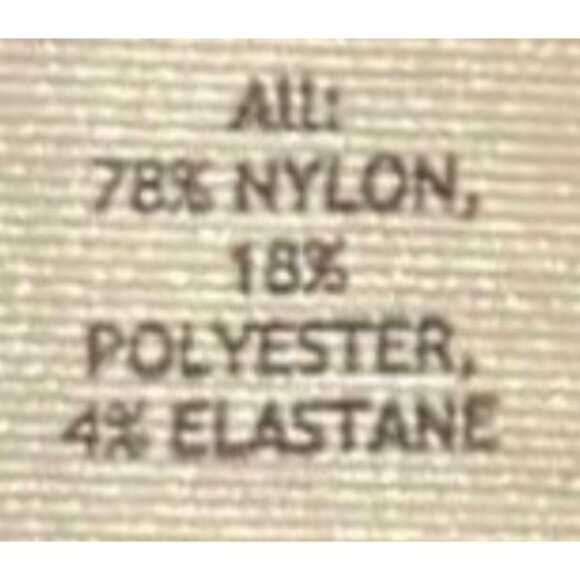 All:
78% NYLON,
18%
POLYESTER,
4% ELASTANE